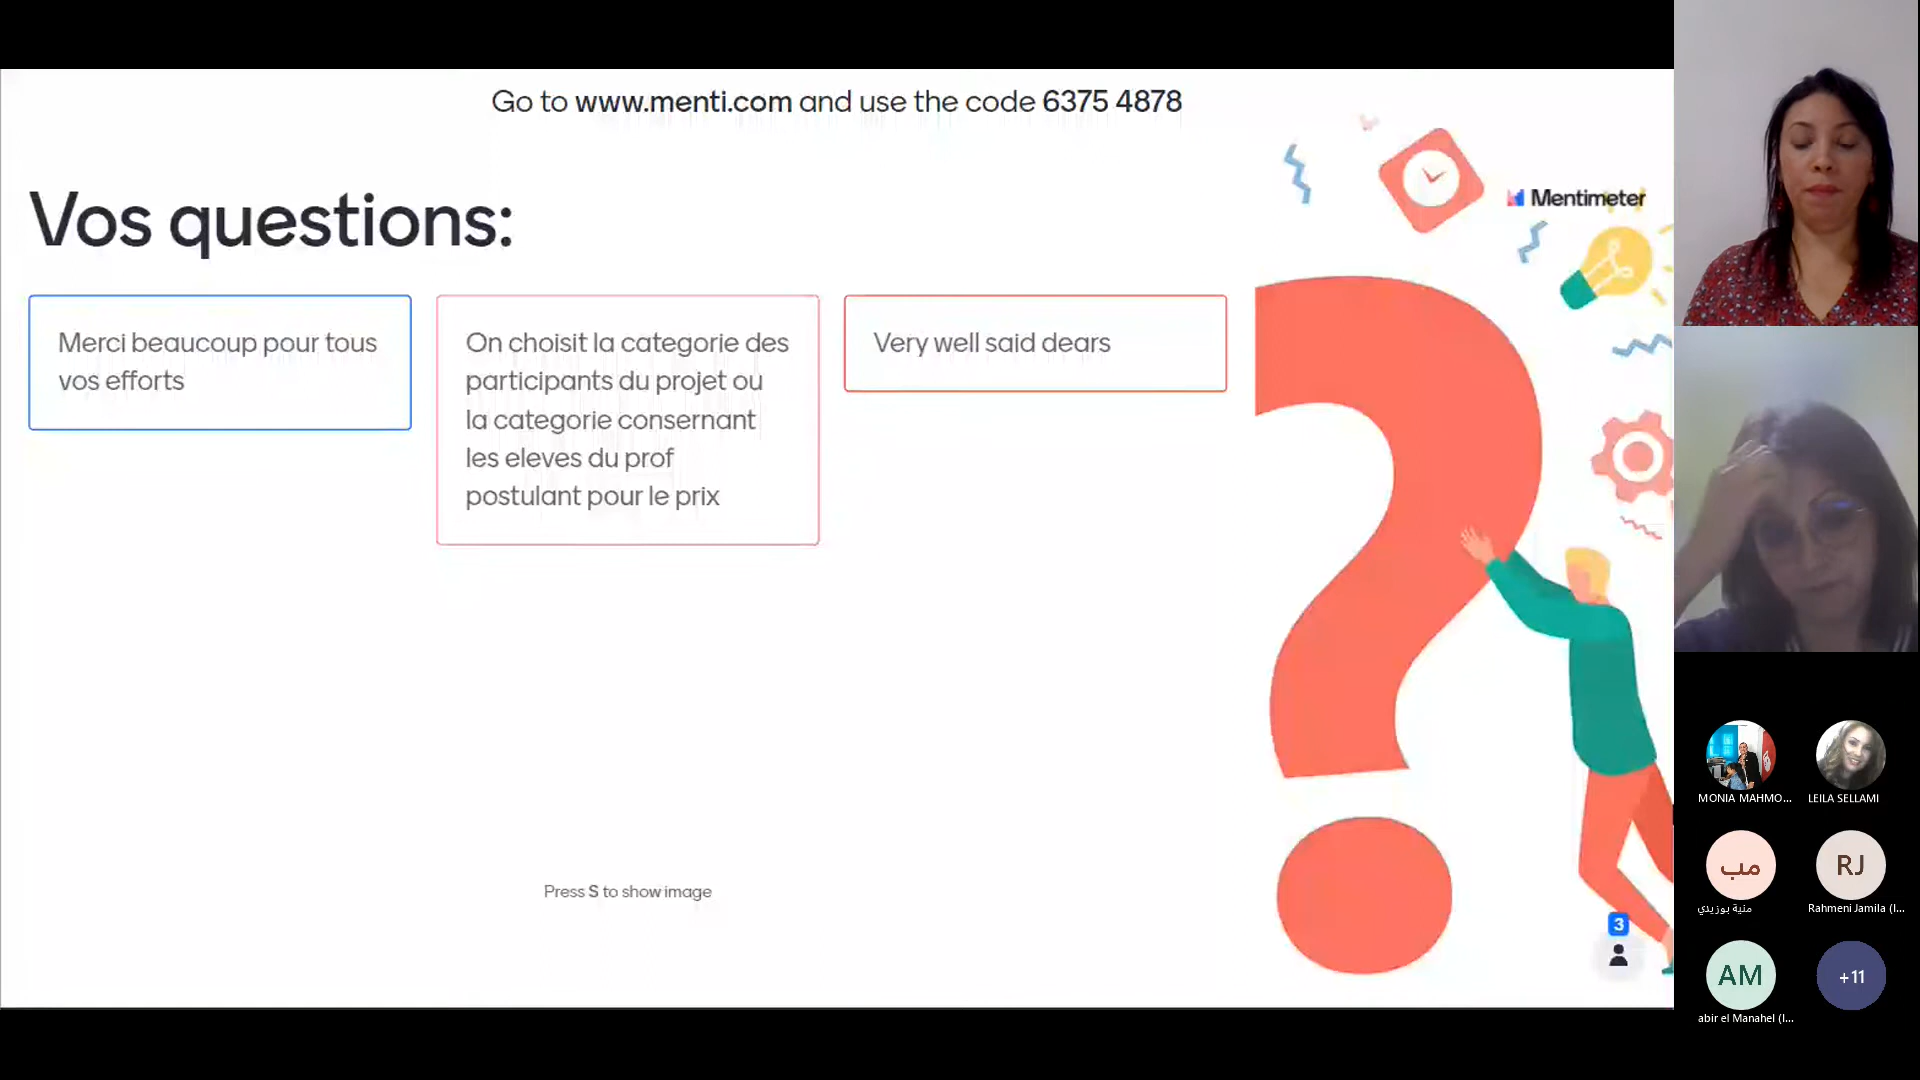 Go to www.menti.com and use the code 6375 4878
Mentimeter
Vos questions:
Merci beaucoup pour tous
vos efforts
On choisit la categorie des
participants du projet ou
la categorie consernant
les eleves du prof
postulant pour le prix
Very well said dears
Press S to show image
3
MONIA MAHMO...
LEILA SELLAMI
مب
منية بوزيدي
RJ
Rahmeni Jamila (I...
AM
abir el Manahel (I...
+11